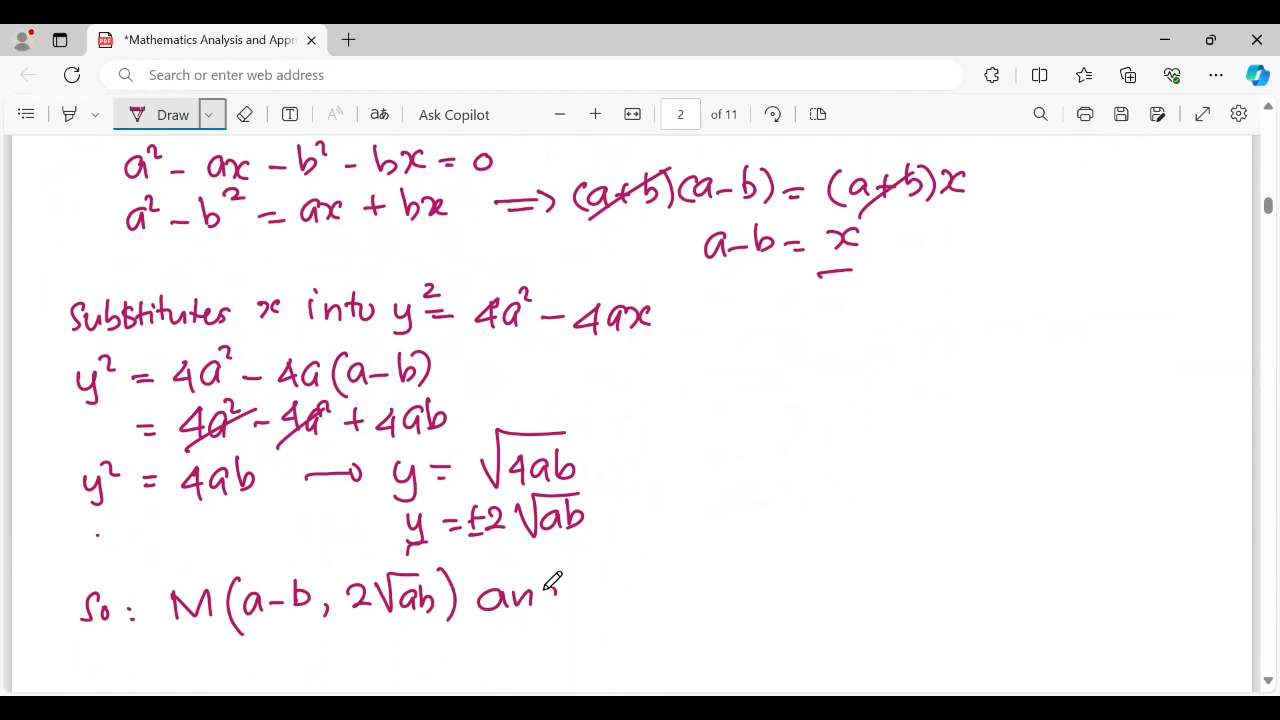 *Mathematics Analysis and Appr
Search or enter web address
Draw
aあ
Ask Copilot
2 of 11
a² - ax - b² - bx = 0
a² - b² = ax + bx ⟹ (a+b)(a-b) = (a+b)x
a-b = x
Substitutes x into y² = 4a² - 4ax
y² = 4a² - 4a(a-b)
= 4a² - 4a² + 4ab
y² = 4ab → y = √4ab
y = ±2√ab
So: M(a-b, 2√ab) an